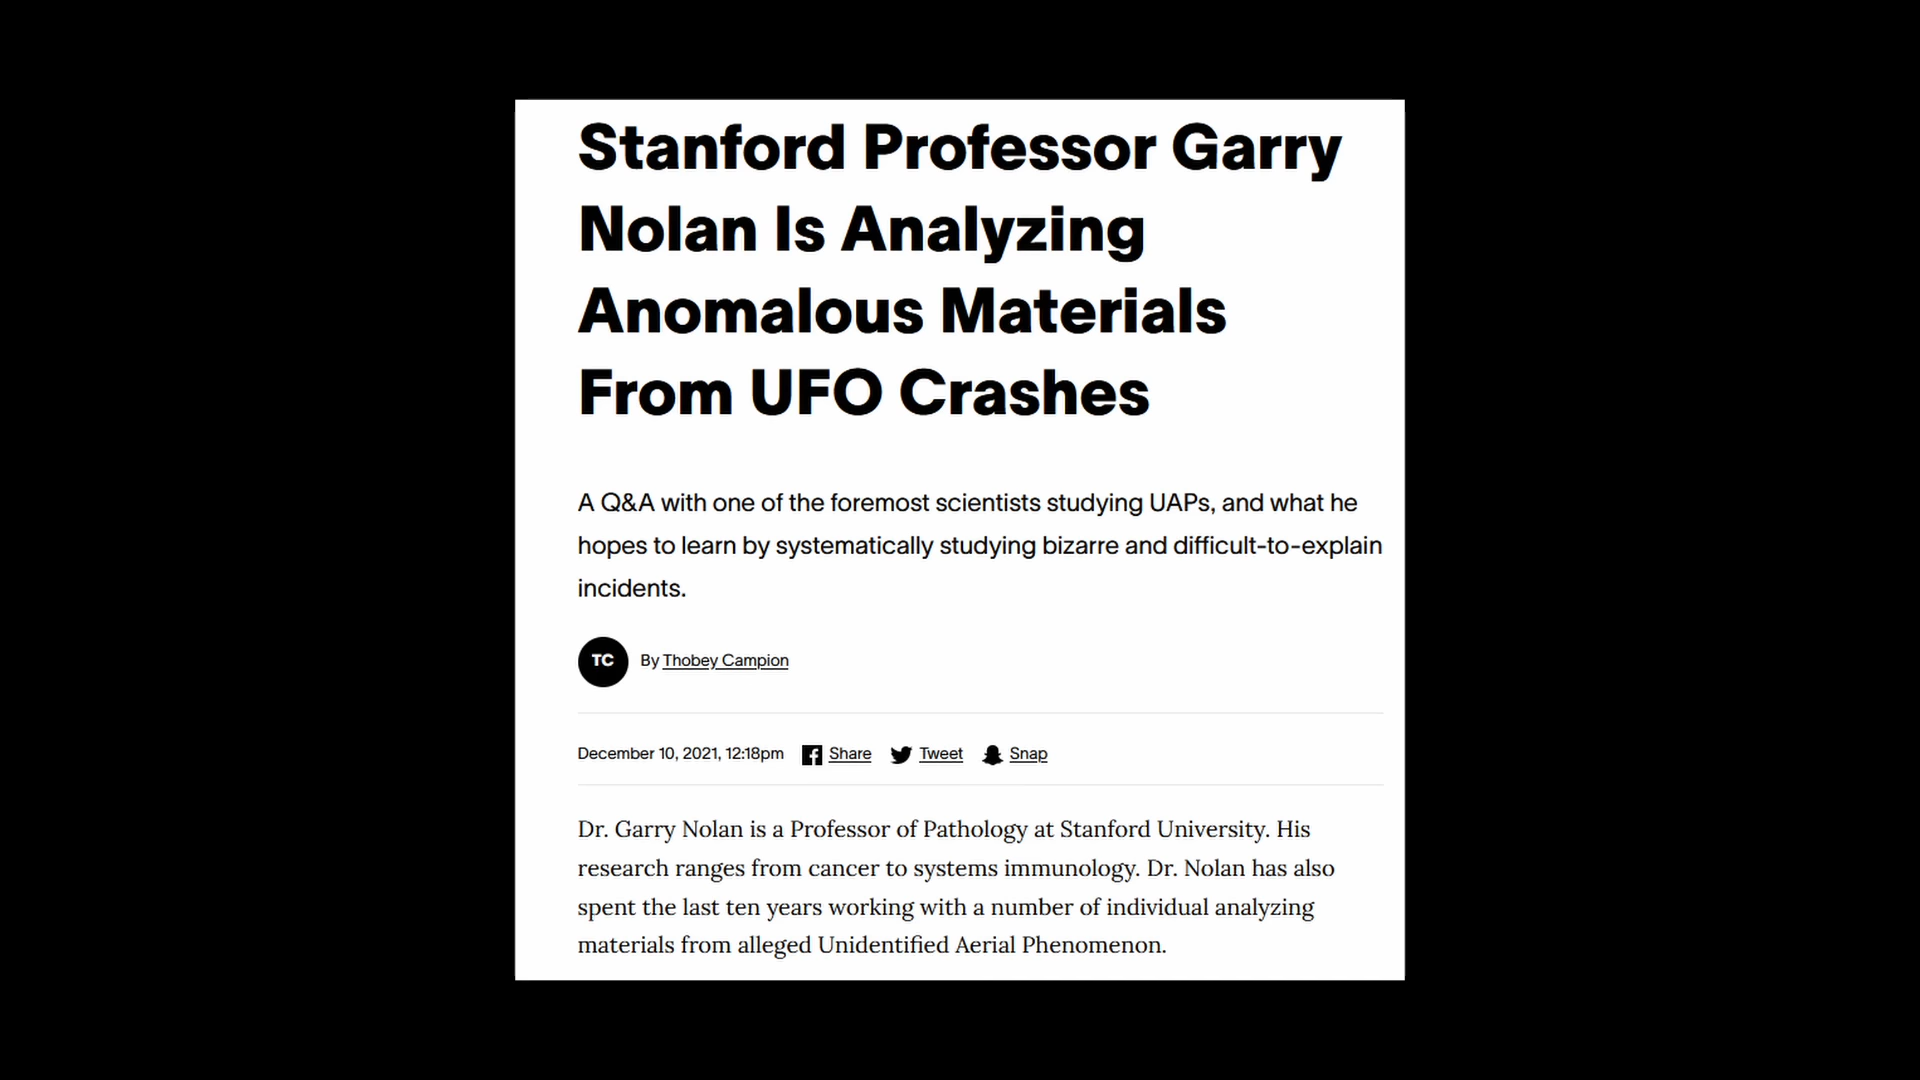 Stanford Professor Garry
Nolan Is Analyzing
Anomalous Materials
From UFO Crashes
A Q&A with one of the foremost scientists studying UAPs, and what he
hopes to learn by systematically studying bizarre and difficult-to-explain
incidents.
TC By Thobey Campion
December 10, 2021, 12:18pm Share Tweet Snap
Dr. Garry Nolan is a Professor of Pathology at Stanford University. His
research ranges from cancer to systems immunology. Dr. Nolan has also
spent the last ten years working with a number of individual analyzing
materials from alleged Unidentified Aerial Phenomenon.